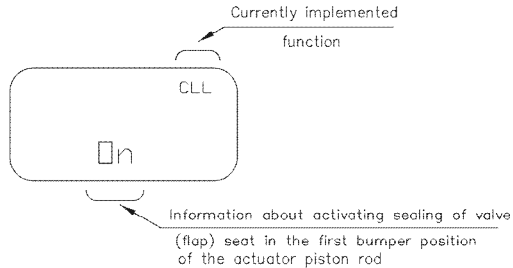 Currently implemented
function
CLL
On
Information about activating sealing of valve
(flap) seat in the first bumper position
of the actuator piston rod